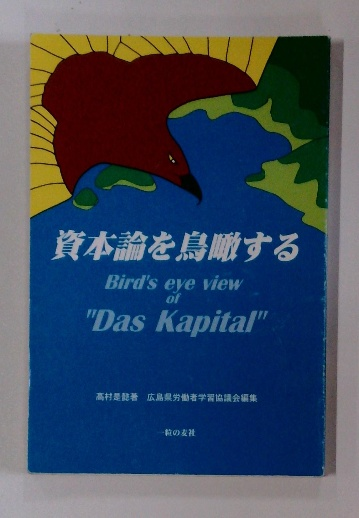 資本論を鳥瞰する
Bird's eye view
of
"Das Kapital"
高村是懿著 広島県労働者学習協議会編集
一粒の麦社